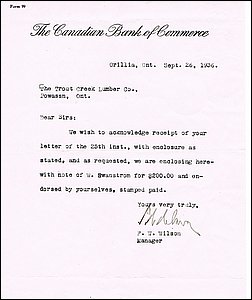 Form 99
The Canadian Bank of Commerce
Orillia, Ont. Sept. 26, 1936.
The Trout Creek Lumber Co.,
Powassn, Ont.
Dear Sirs:
We wish to acknowledge receipt of your
letter of the 25th inst., with enclosure as
stated, and as requested, we are enclosing here-
with note of W. Swanstrom for $200.00 and en-
dorsed by yourselves, stamped paid.
Yours very truly,
F. W. Wilson
Manager